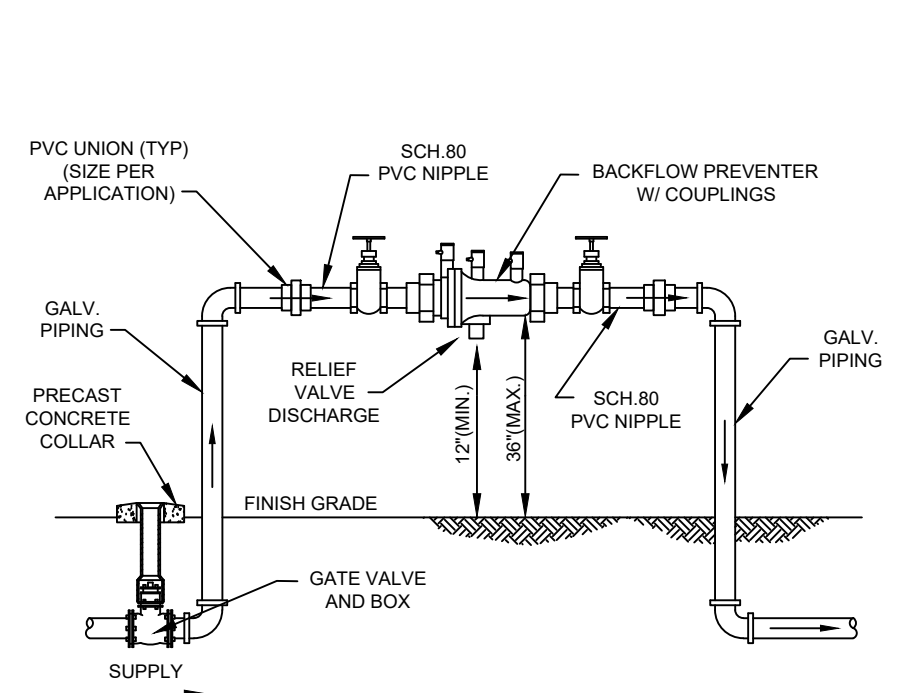 PVC UNION (TYP)
(SIZE PER
APPLICATION)
SCH.80
PVC NIPPLE
BACKFLOW PREVENTER
W/ COUPLINGS
GALV.
PIPING
RELIEF
VALVE
DISCHARGE
12"(MIN.)
36"(MAX.)
SCH.80
PVC NIPPLE
GALV.
PIPING
PRECAST
CONCRETE
COLLAR
FINISH GRADE
GATE VALVE
AND BOX
SUPPLY